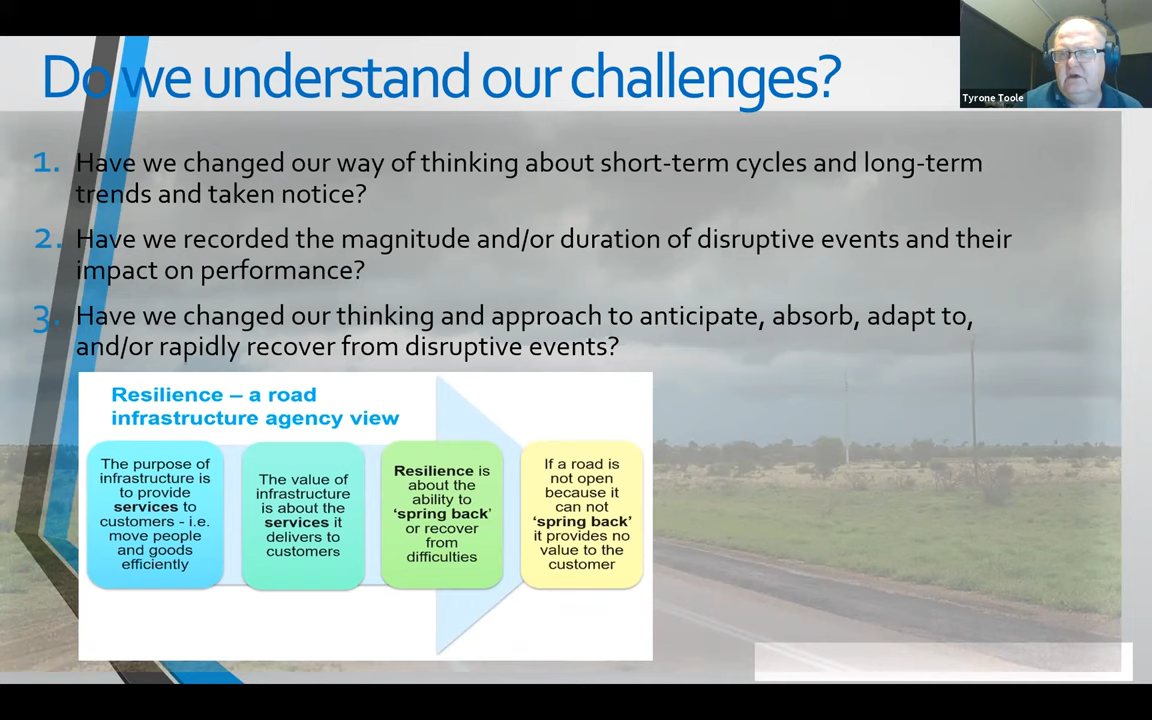 Do we understand our challenges?
Tyrone Toole
1. Have we changed our way of thinking about short-term cycles and long-term
trends and taken notice?
2. Have we recorded the magnitude and/or duration of disruptive events and their
impact on performance?
3. Have we changed our thinking and approach to anticipate, absorb, adapt to,
and/or rapidly recover from disruptive events?
Resilience – a road
infrastructure agency view
The purpose of
infrastructure is
to provide
services to
customers - i.e.
move people
and goods
efficiently
The value of
infrastructure
is about the
services it
delivers to
customers
Resilience is
about the
ability to
‘spring back’
or recover
from
difficulties
If a road is
not open
because it
can not
‘spring back’
it provides no
value to the
customer